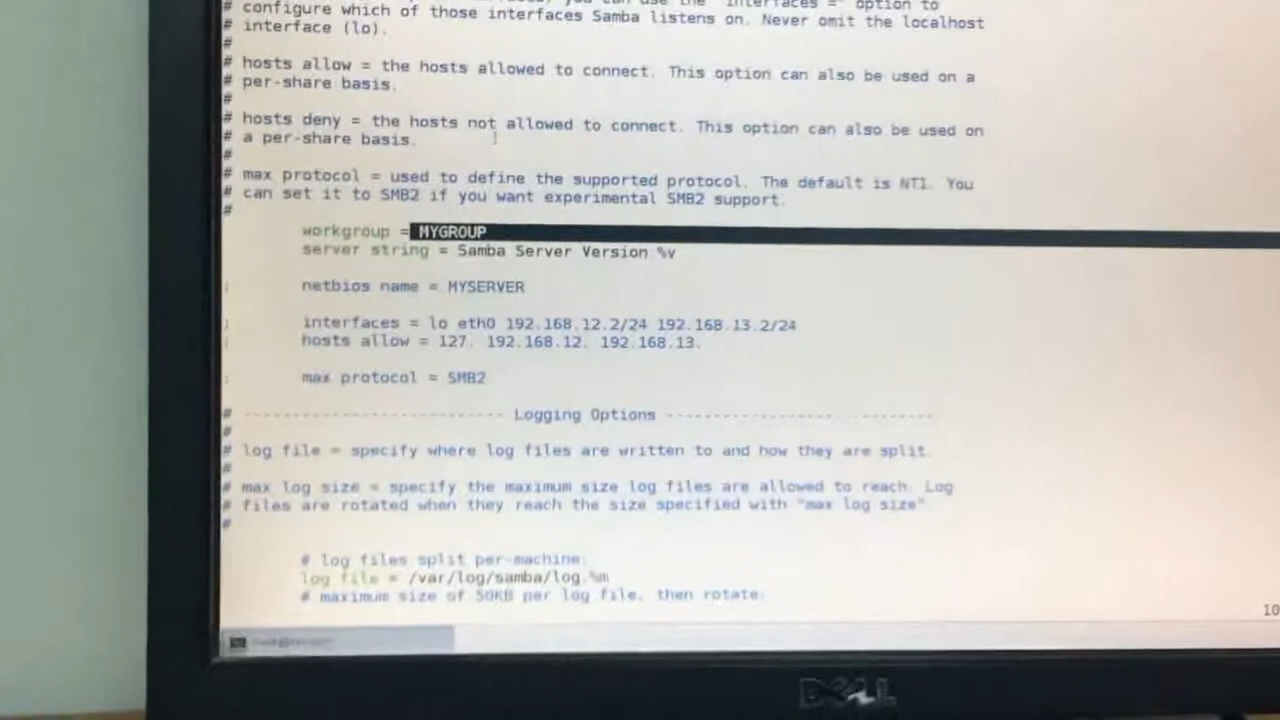 # configure which of those interfaces Samba listens on. Never omit the localhost
# interface (lo).
#
# hosts allow = the hosts allowed to connect. This option can also be used on a
# per-share basis.
#
# hosts deny = the hosts not allowed to connect. This option can also be used on
# a per-share basis.
#
# max protocol = used to define the supported protocol. The default is NT1. You
# can set it to SMB2 if you want experimental SMB2 support.
#
workgroup = MYGROUP
server string = Samba Server Version %v
; netbios name = MYSERVER
; interfaces = lo eth0 192.168.12.2/24 192.168.13.2/24
; hosts allow = 127. 192.168.12. 192.168.13.
; max protocol = SMB2
# --------------------------- Logging Options -----------------------------
#
# log file = specify where log files are written to and how they are split.
#
# max log size = specify the maximum size log files are allowed to reach. Log
# files are rotated when they reach the size specified with "max log size".
#
# log files split per-machine:
log file = /var/log/samba/log.%m
# maximum size of 50KB per log file, then rotate:
10
DELL